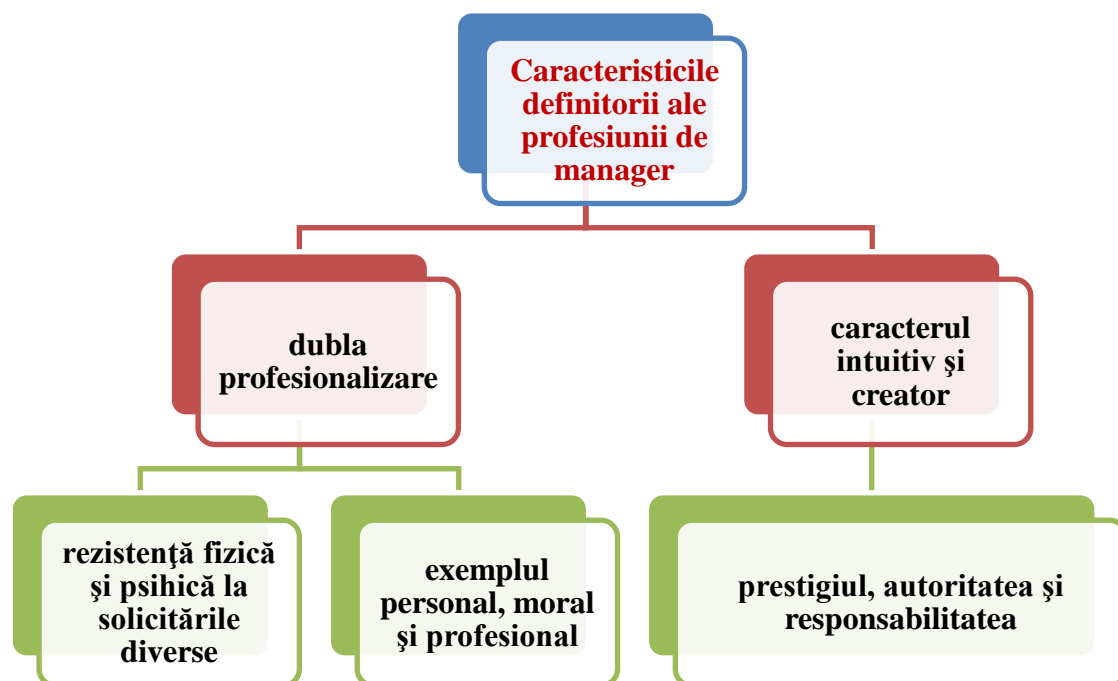 Caracteristicile
definitorii ale
profesiunii de
manager
dubla
profesionalizare
caracterul
intuitiv şi
creator
rezistenţă fizică
şi psihică la
solicitările
diverse
exemplul
personal, moral
şi profesional
prestigiul, autoritatea şi
responsabilitatea